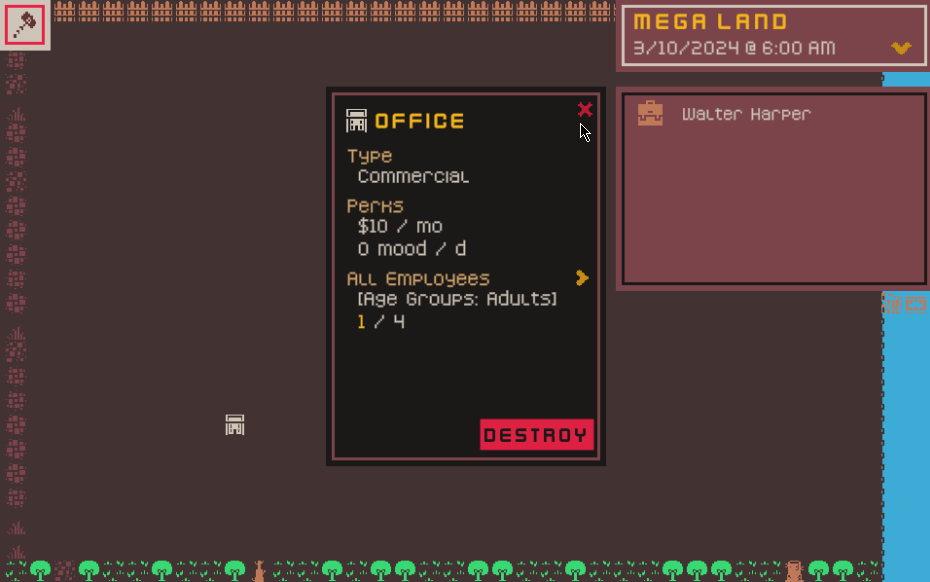 MEGA LAND
3/10/2024 @ 6:00 AM
OFFICE
Type
Commercial
Perks
$10 / mo
0 mood / d
All Employees
[Age Groups: Adults]
1 / 4
DESTROY
Walter Harper